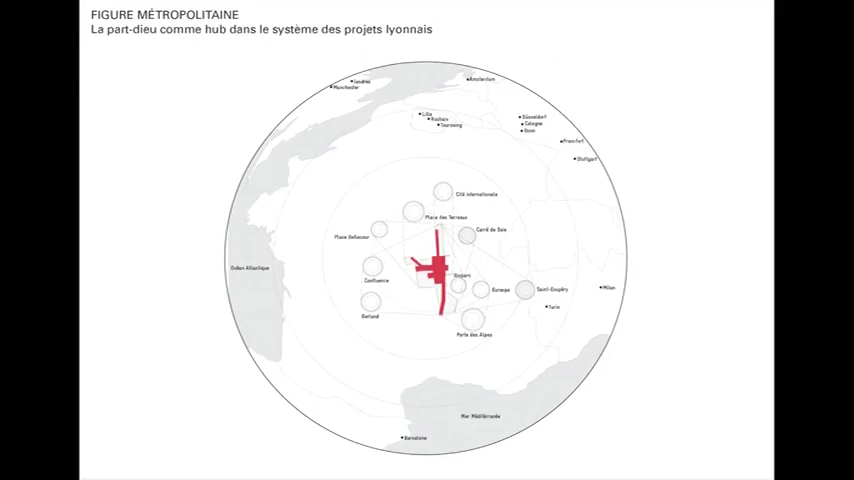 FIGURE MÉTROPOLITAINE
La part-dieu comme hub dans le système des projets lyonnais
Londres
Manchester
Amsterdam
Lille
Roubaix
Tourcoing
Düsseldorf
Cologne
Bonn
Francfort
Stuttgart
Cité internationale
Place des Terreaux
Carré de Soie
Place Bellecour
Océan Atlantique
Confluence
Europe
Saint-Exupéry
Milan
Turin
Gerland
Porte des Alpes
Mer Méditérranée
Barcelone